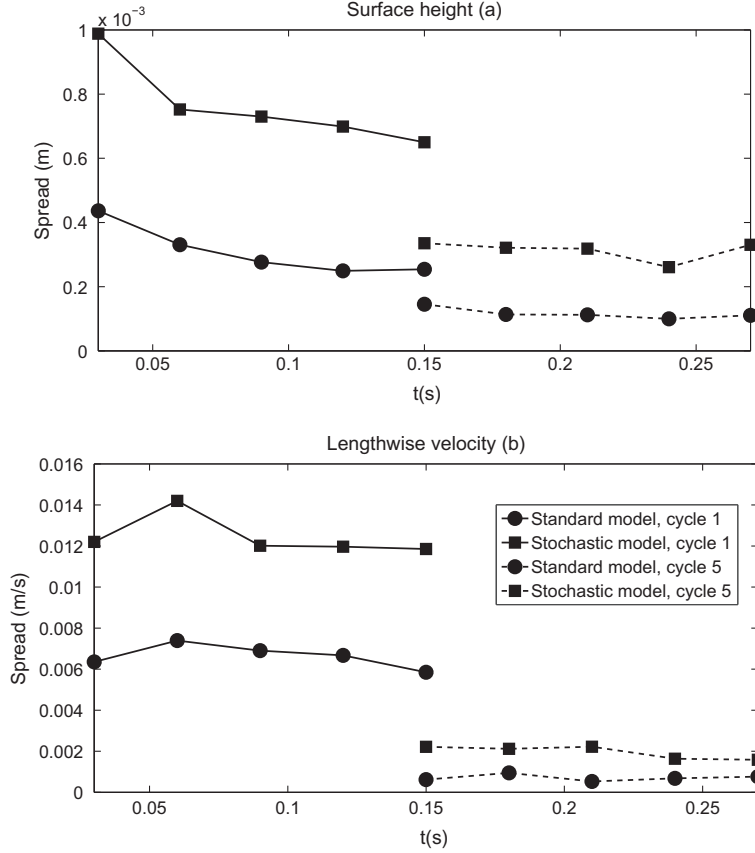 Surface height (a)
x 10⁻³
1
0.8
0.6
0.4
0.2
0
Spread (m)
0.05
0.1
0.15
0.2
0.25
t(s)
Lengthwise velocity (b)
0.016
0.014
0.012
0.01
0.008
0.006
0.004
0.002
0
Spread (m/s)
Standard model, cycle 1
Stochastic model, cycle 1
Standard model, cycle 5
Stochastic model, cycle 5
0.05
0.1
0.15
0.2
0.25
t(s)